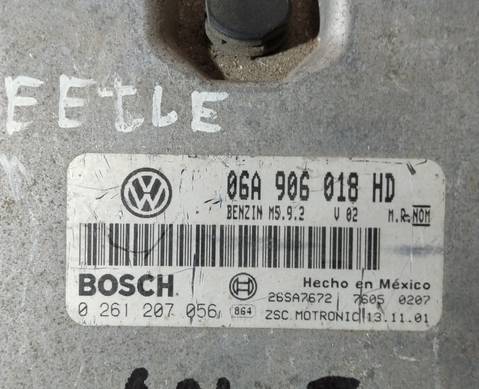 EETLE
06A 906 018 HD
BENZIN M5.9.2 V 02 M.R. NOM
BOSCH
Hecho en México
26SA7672 7605 0207
0 261 207 056 864 ZSC MOTRONIC 13.11.01